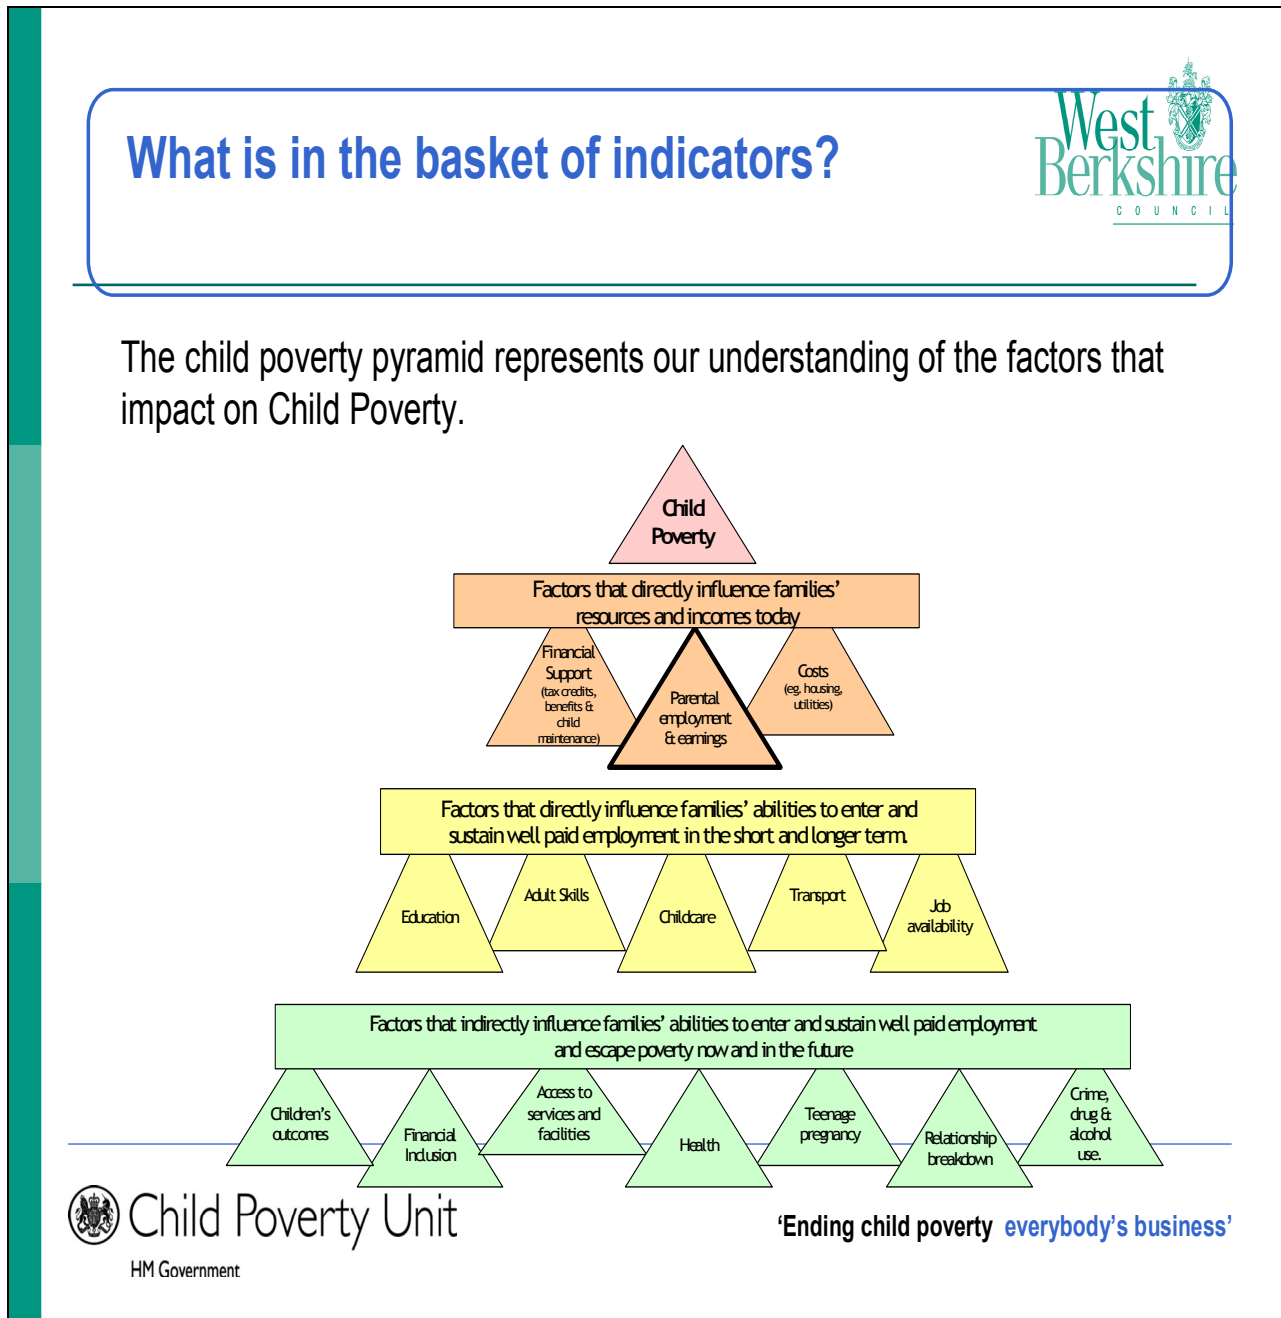 What is in the basket of indicators?
West
Berkshire
COUNCIL
The child poverty pyramid represents our understanding of the factors that
impact on Child Poverty.
Child
Poverty
Factors that directly influence families’
resources and incomes today
Financial
Support
(tax credits,
benefits &
child
maintenance)
Parental
employment
& earnings
Costs
(eg. housing,
utilities)
Factors that directly influence families’ abilities to enter and
sustain well paid employment in the short and longer term.
Education
Adult Skills
Childcare
Transport
Job
availability
Factors that indirectly influence families’ abilities to enter and sustain well paid employment
and escape poverty now and in the future
Children’s
outcomes
Financial
Inclusion
Access to
services and
facilities
Health
Teenage
pregnancy
Relationship
breakdown
Crime,
drug &
alcohol
use.
Child Poverty Unit
HM Government
‘Ending child poverty everybody’s business’